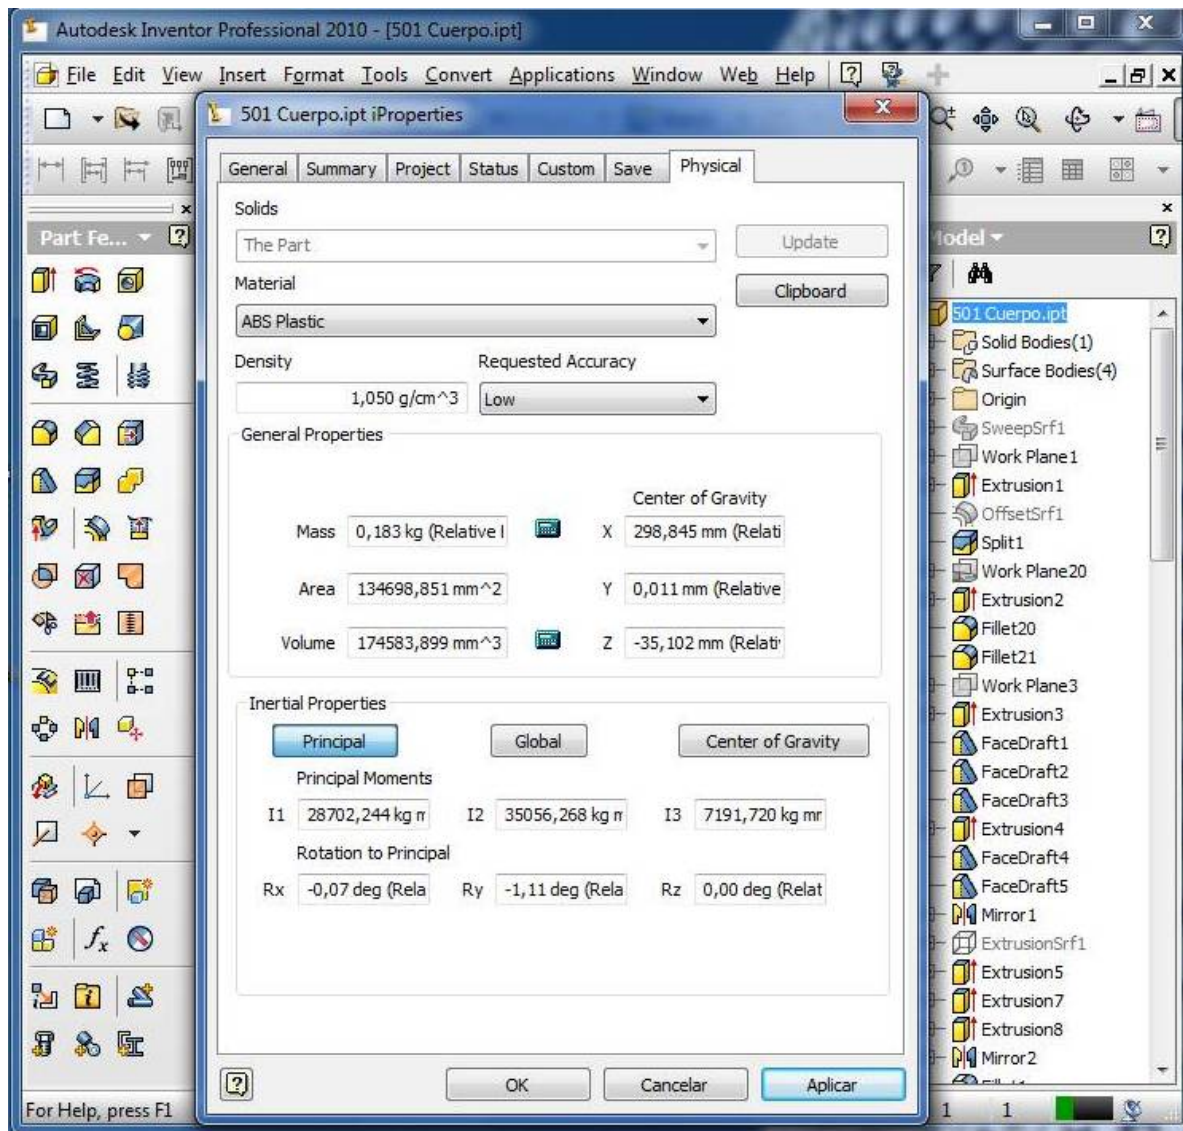 Autodesk Inventor Professional 2010 - [501 Cuerpo.ipt]
File Edit View Insert Format Tools Convert Applications Window Web Help
501 Cuerpo.ipt iProperties
General Summary Project Status Custom Save Physical
Part Fe...
Solids
The Part
Update
Material
Clipboard
ABS Plastic
Density
Requested Accuracy
1,050 g/cm^3
Low
General Properties
Center of Gravity
Mass 0,183 kg (Relative
X 298,845 mm (Relati
Area 134698,851 mm^2
Y 0,011 mm (Relative
Volume 174583,899 mm^3
Z -35,102 mm (Relati
Inertial Properties
Principal
Global
Center of Gravity
Principal Moments
I1 28702,244 kg
I2 35056,268 kg
I3 7191,720 kg
Rotation to Principal
Rx -0,07 deg (Rela
Ry -1,11 deg (Rela
Rz 0,00 deg (Relat
OK
Cancelar
Aplicar
odel
501 Cuerpo.ipt
Solid Bodies(1)
Surface Bodies(4)
Origin
SweepSrf1
Work Plane1
Extrusion1
OffsetSrf1
Split1
Work Plane20
Extrusion2
Fillet20
Fillet21
Work Plane3
Extrusion3
FaceDraft1
FaceDraft2
FaceDraft3
Extrusion4
FaceDraft4
FaceDraft5
Mirror1
ExtrusionSrf1
Extrusion5
Extrusion7
Extrusion8
Mirror2
For Help, press F1
1 1